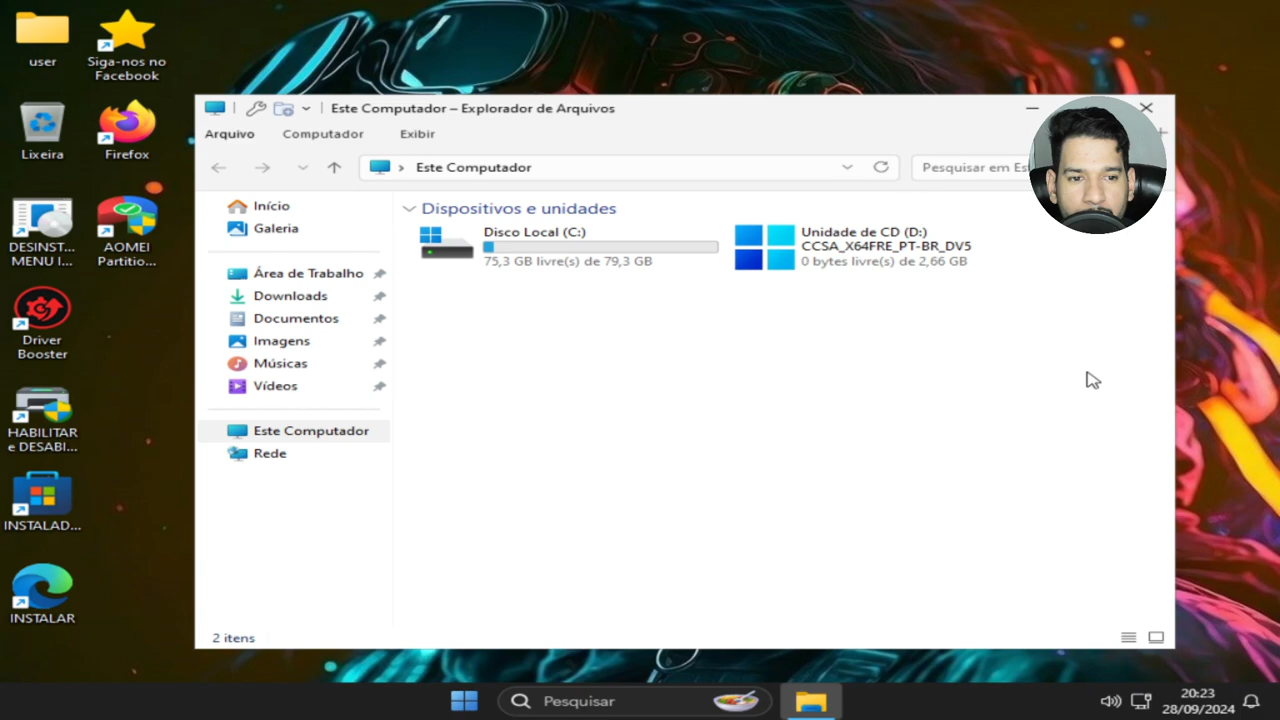 user
Siga-nos no
Facebook
Lixeira
Firefox
DESINST...
MENU I...
AOMEI
Partitio...
Driver
Booster
HABILITAR
e DESABI...
INSTALAD...
INSTALAR
Este Computador – Explorador de Arquivos
Arquivo Computador Exibir
Este Computador
Pesquisar em Es
Início
Galeria
Área de Trabalho
Downloads
Documentos
Imagens
Músicas
Vídeos
Este Computador
Rede
Dispositivos e unidades
Disco Local (C:)
75,3 GB livre(s) de 79,3 GB
Unidade de CD (D:)
CCSA_X64FRE_PT-BR_DV5
0 bytes livre(s) de 2,66 GB
2 itens
Pesquisar
20:23
28/09/2024